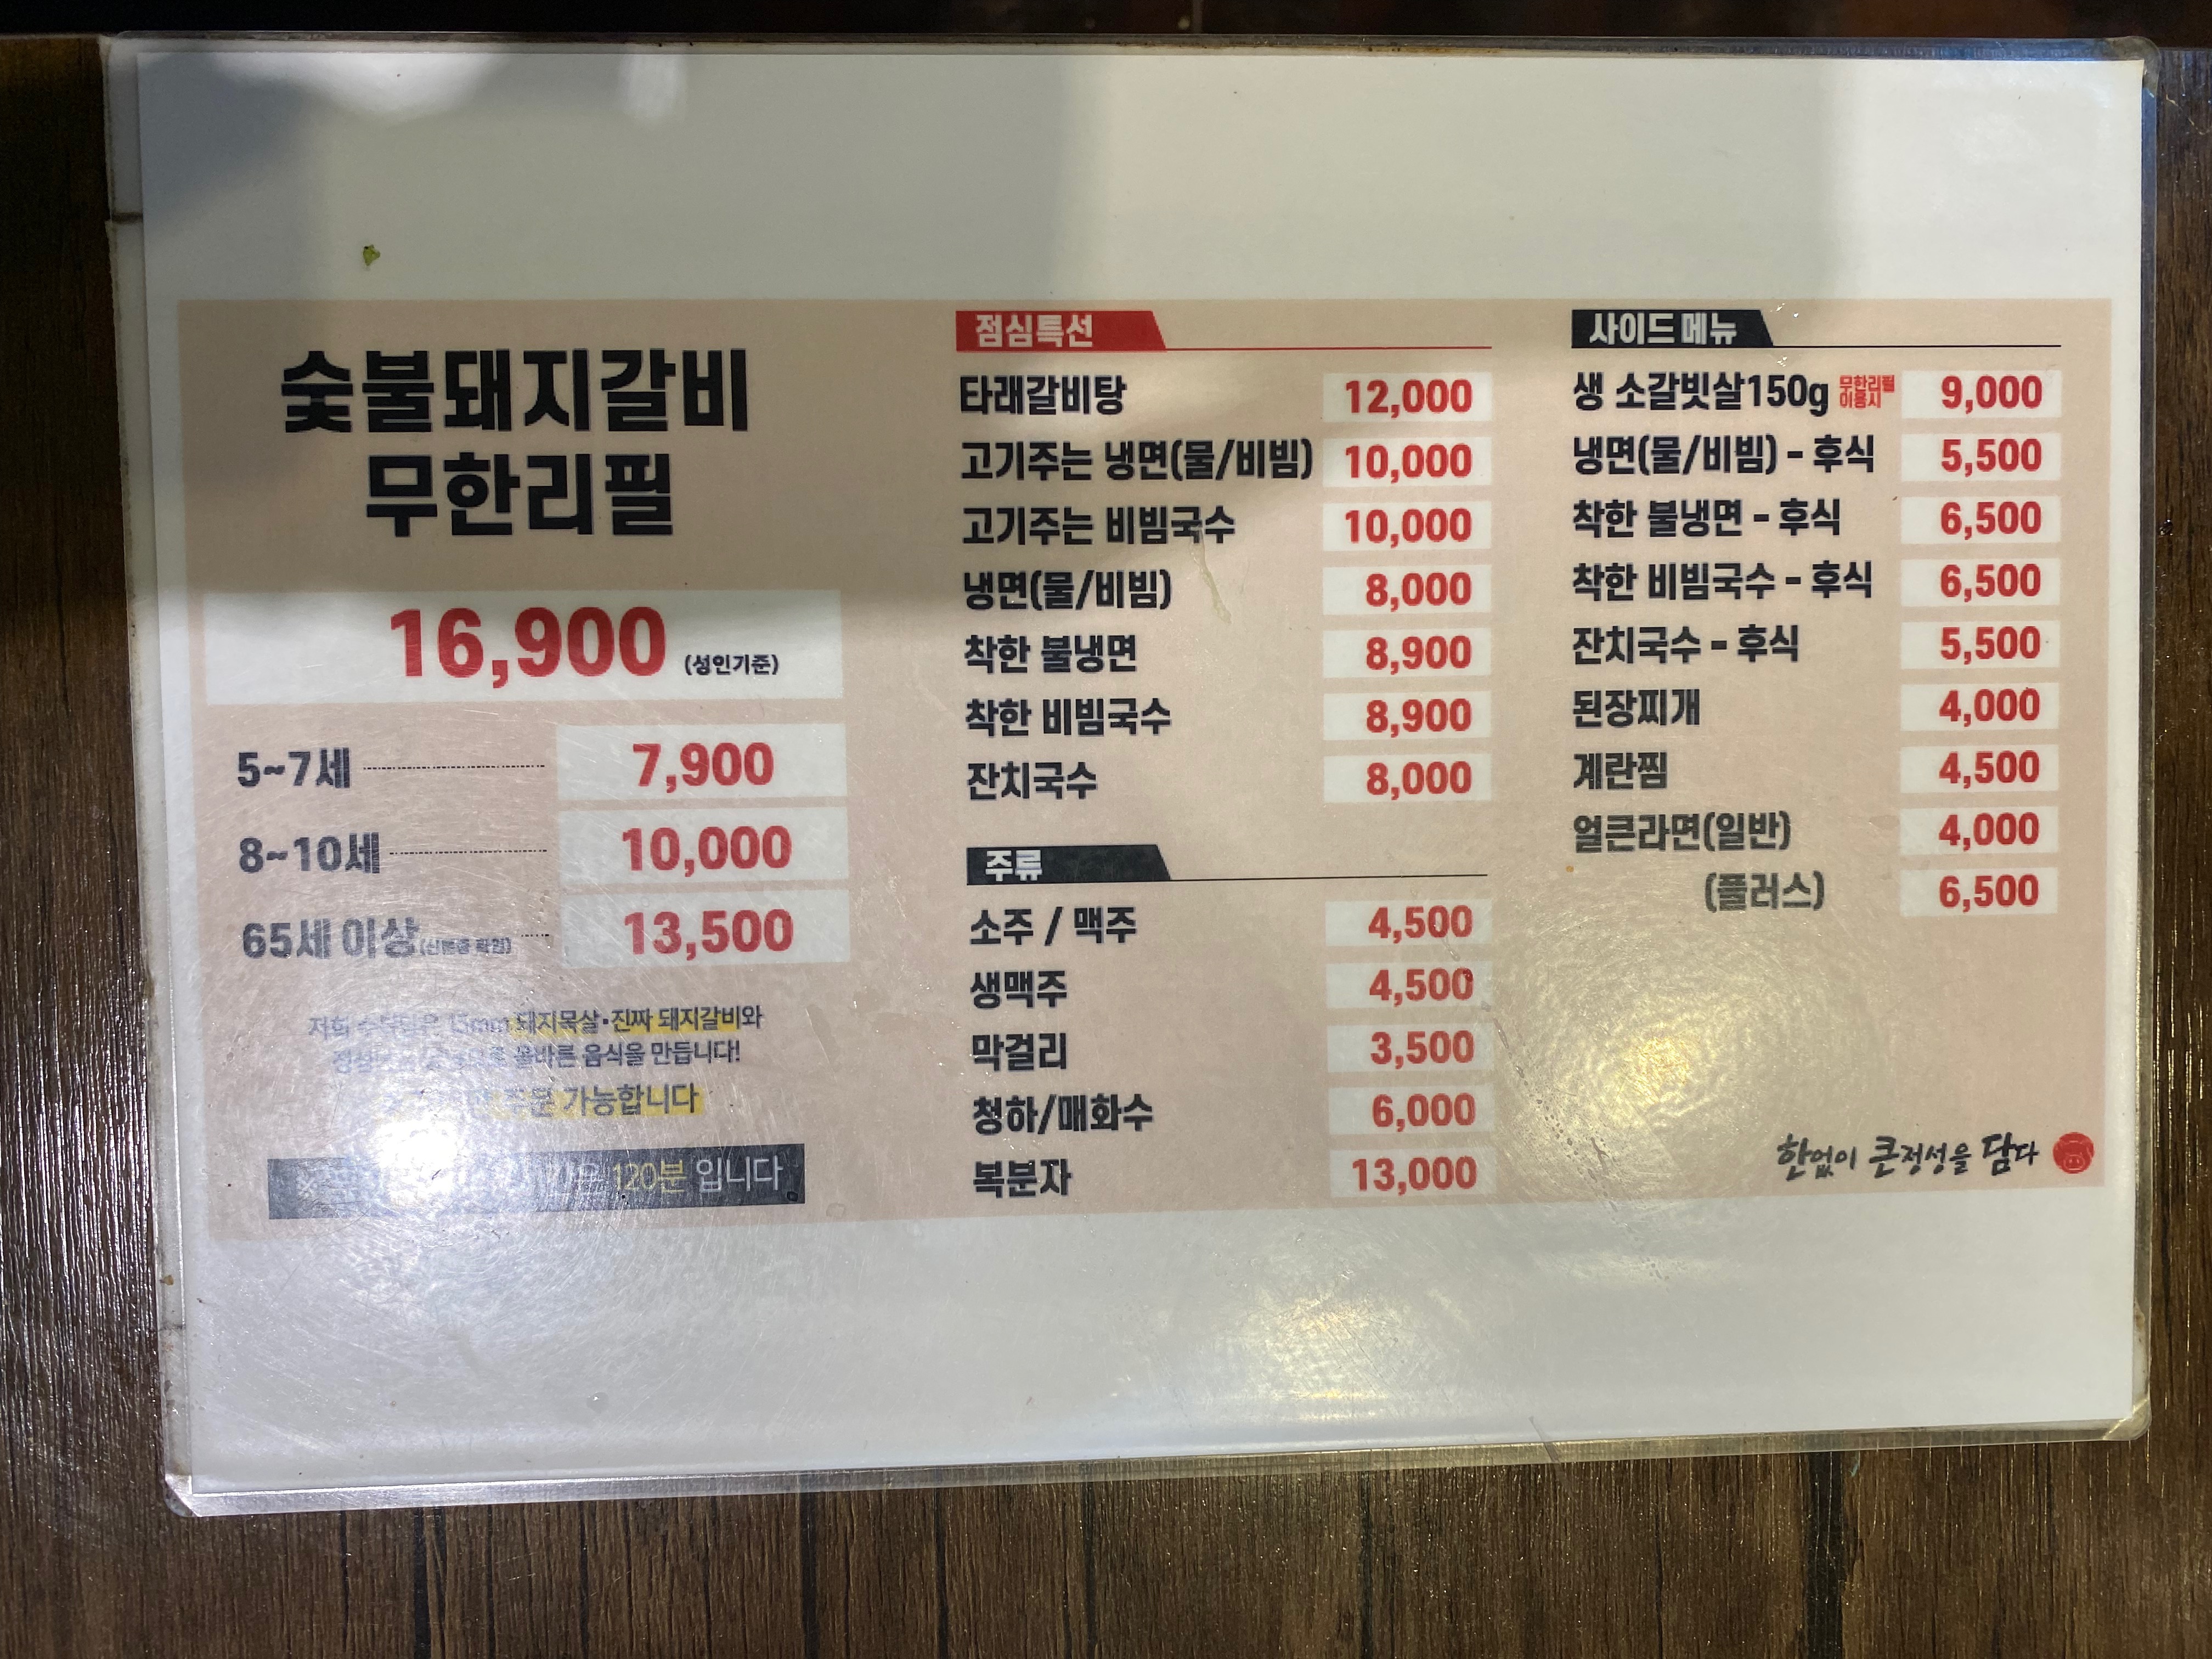 숯불돼지갈비
무한리필
16,900 (성인기준)
5~7세 7,900
8~10세 10,000
65세 이상(신분증 확인) 13,500
저희 15mm 돼지목살·진짜 돼지갈비와
올바른 음식을 만듭니다!
주문 가능합니다
120분 입니다
점심특선
타래갈비탕 12,000
고기주는 냉면(물/비빔) 10,000
고기주는 비빔국수 10,000
냉면(물/비빔) 8,000
착한 불냉면 8,900
착한 비빔국수 8,900
잔치국수 8,000
주류
소주 / 맥주 4,500
생맥주 4,500
막걸리 3,500
청하/매화수 6,000
복분자 13,000
사이드 메뉴
생 소갈빗살150g 무한리필 이용시 9,000
냉면(물/비빔) - 후식 5,500
착한 불냉면 - 후식 6,500
착한 비빔국수 - 후식 6,500
잔치국수 - 후식 5,500
된장찌개 4,000
계란찜 4,500
얼큰라면(일반) 4,000
(플러스) 6,500
한없이 큰정성을 담다